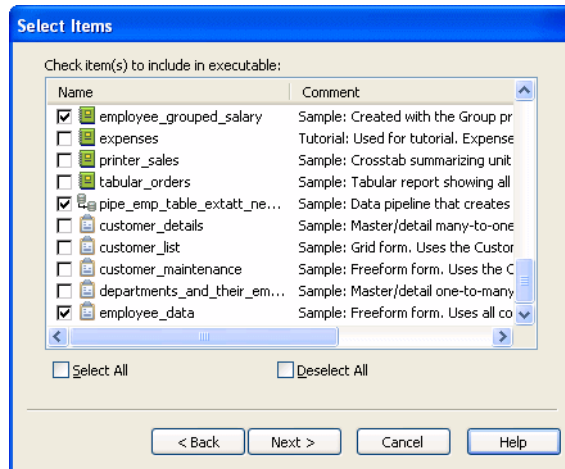 Select Items
Check item(s) to include in executable:
Name Comment
employee_grouped_salary Sample: Created with the Group pr
expenses Tutorial: Used for tutorial. Expense
printer_sales Sample: Crosstab summarizing unit
tabular_orders Sample: Tabular report showing all
pipe_emp_table_extatt_ne... Sample: Data pipeline that creates
customer_details Sample: Master/detail many-to-one
customer_list Sample: Grid form. Uses the Custor
customer_maintenance Sample: Freeform form. Uses the C
departments_and_their_em... Sample: Master/detail one-to-many
employee_data Sample: Freeform form. Uses all co
Select All Deselect All
< Back Next > Cancel Help